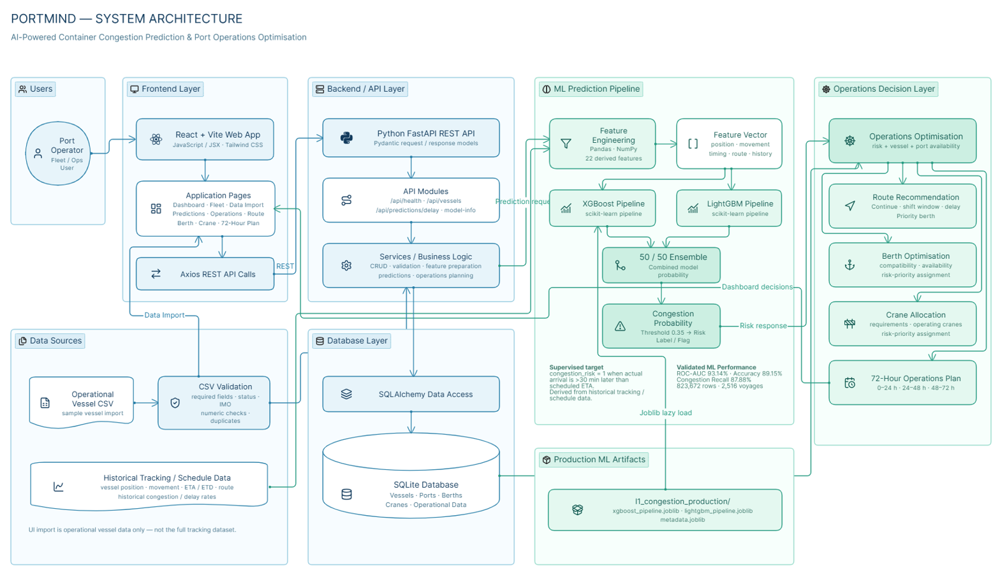 PORTMIND — SYSTEM ARCHITECTURE
AI-Powered Container Congestion Prediction & Port Operations Optimisation
Users
Port
Operator
Fleet / Ops
User
Frontend Layer
React + Vite Web App
JavaScript / JSX · Tailwind CSS
Application Pages
Dashboard · Fleet · Data Import
Predictions · Operations · Route
Berth · Crane · 72-Hour Plan
Axios REST API Calls
REST
Data Import
Backend / API Layer
Python FastAPI REST API
Pydantic request / response models
API Modules
/api/health · /api/vessels
/api/predictions/delay · model-info
Services / Business Logic
CRUD · validation · feature preparation
predictions · operations planning
Prediction reque
ML Prediction Pipeline
Feature
Engineering
Pandas · NumPy
22 derived features
Feature Vector
position · movement
timing · route · history
XGBoost Pipeline
scikit-learn pipeline
LightGBM Pipeline
scikit-learn pipeline
50 / 50 Ensemble
Combined model
probability
Dashboard decisions
Congestion
Probability
Threshold 0.35 → Risk
Label / Flag
Risk response
Supervised target
congestion_risk = 1 when actual
arrival is >30 min later than
scheduled ETA.
Derived from historical tracking /
schedule data.
Validated ML Performance
ROC-AUC 93.14% · Accuracy 89.15%
Congestion Recall 87.88%
823,672 rows · 2,516 voyages
Joblib lazy load
Operations Decision Layer
Operations Optimisation
risk + vessel + port availability
Route Recommendation
Continue · shift window · delay
Priority berth
Berth Optimisation
compatibility · availability
risk-priority assignment
Crane Allocation
requirements · operating cranes
risk-priority assignment
72-Hour Operations Plan
0–24 h · 24–48 h · 48–72 h
Data Sources
Operational
Vessel CSV
sample vessel import
CSV Validation
required fields · status ·
IMO
numeric checks ·
duplicates
Historical Tracking / Schedule Data
vessel position · movement · ETA / ETD · route
historical congestion / delay rates
UI import is operational vessel data only — not the full tracking dataset.
Database Layer
SQLAlchemy Data Access
SQLite Database
Vessels · Ports · Berths
Cranes · Operational Data
Production ML Artifacts
l1_congestion_production/
xgboost_pipeline.joblib · lightgbm_pipeline.joblib
metadata.joblib